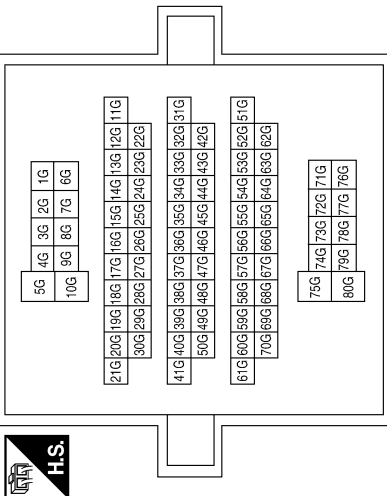 H.S.
5G 4G 3G 2G 1G
10G 9G 8G 7G 6G
21G 20G 19G 18G 17G 16G 15G 14G 13G 12G 11G
30G 29G 28G 27G 26G 25G 24G 23G 22G
41G 40G 39G 38G 37G 36G 35G 34G 33G 32G 31G
50G 49G 48G 47G 46G 45G 44G 43G 42G
61G 60G 59G 58G 57G 56G 55G 54G 53G 52G 51G
70G 69G 68G 67G 66G 65G 64G 63G 62G
75G 74G 73G 72G 71G
80G 79G 78G 77G 76G